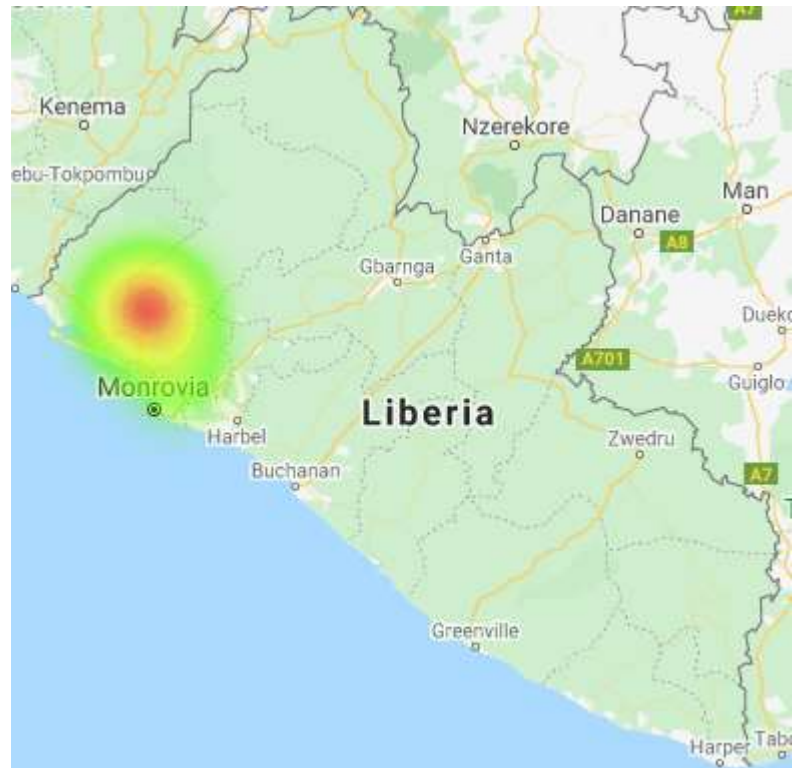 A7
Kenema
Nzerekore
ebu-Tokpombur
Man
Danane
A8
Ganta
Gbarnga
Dueko
A701
Guiglo
Monrovia
Liberia
Harbel
Zwedru
Buchanan
A7
Greenville
Harper
Tabo